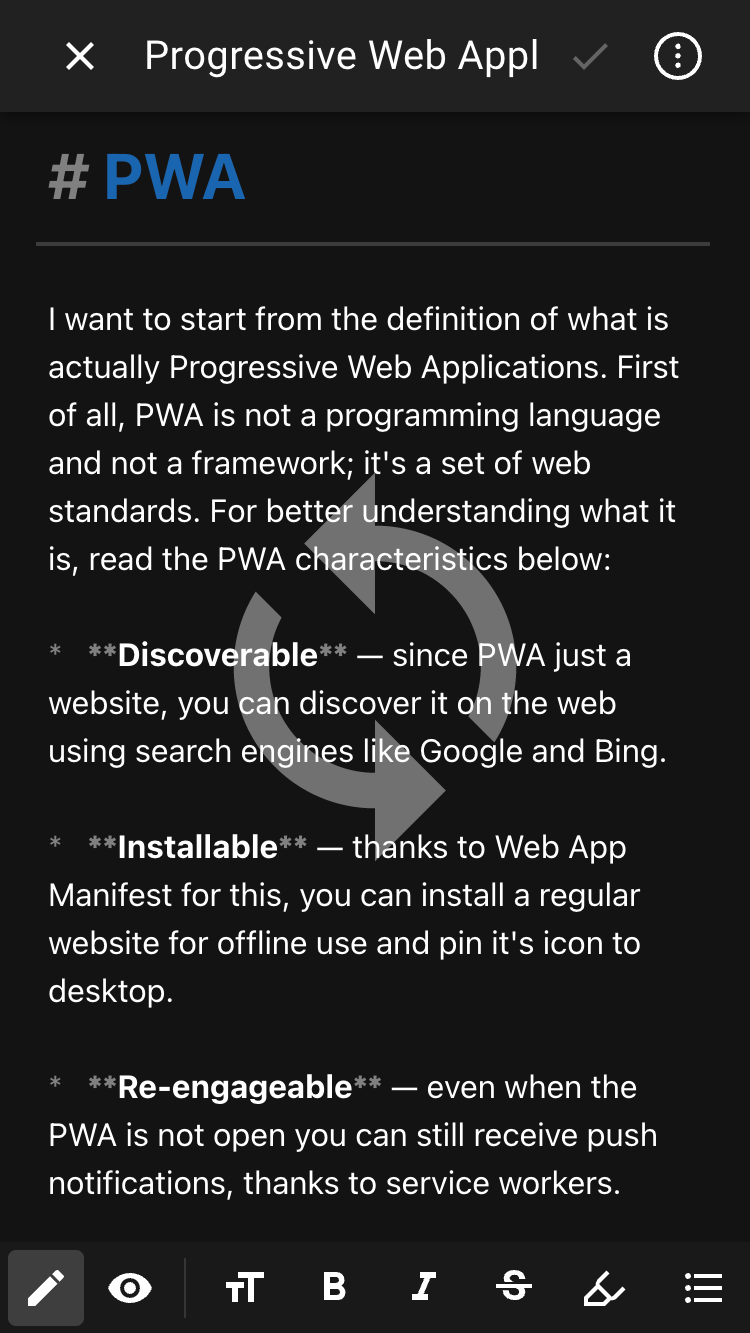 Progressive Web Appl
# PWA
I want to start from the definition of what is
actually Progressive Web Applications. First
of all, PWA is not a programming language
and not a framework; it's a set of web
standards. For better understanding what it
is, read the PWA characteristics below:
* **Discoverable** — since PWA just a
website, you can discover it on the web
using search engines like Google and Bing.
* **Installable** — thanks to Web App
Manifest for this, you can install a regular
website for offline use and pin it's icon to
desktop.
* **Re-engageable** — even when the
PWA is not open you can still receive push
notifications, thanks to service workers.
TT B I S